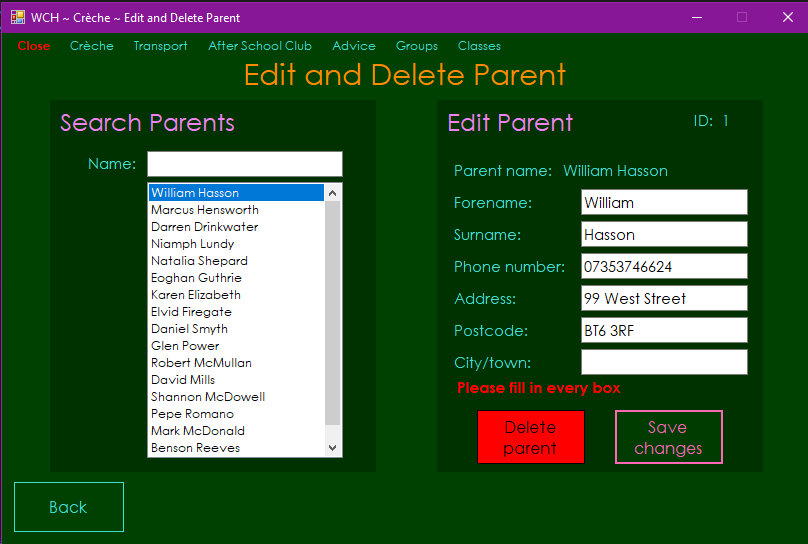 WCH ~ Crèche ~ Edit and Delete Parent
Close Crèche Transport After School Club Advice Groups Classes
Edit and Delete Parent
Search Parents
Name:
William Hasson
Marcus Hensworth
Darren Drinkwater
Niamph Lundy
Natalia Shepard
Eoghan Guthrie
Karen Elizabeth
Elvid Firegate
Daniel Smyth
Glen Power
Robert McMullan
David Mills
Shannon McDowell
Pepe Romano
Mark McDonald
Benson Reeves
Edit Parent
ID: 1
Parent name: William Hasson
Forename: William
Surname: Hasson
Phone number: 07353746624
Address: 99 West Street
Postcode: BT6 3RF
City/town:
Please fill in every box
Delete
parent
Save
changes
Back